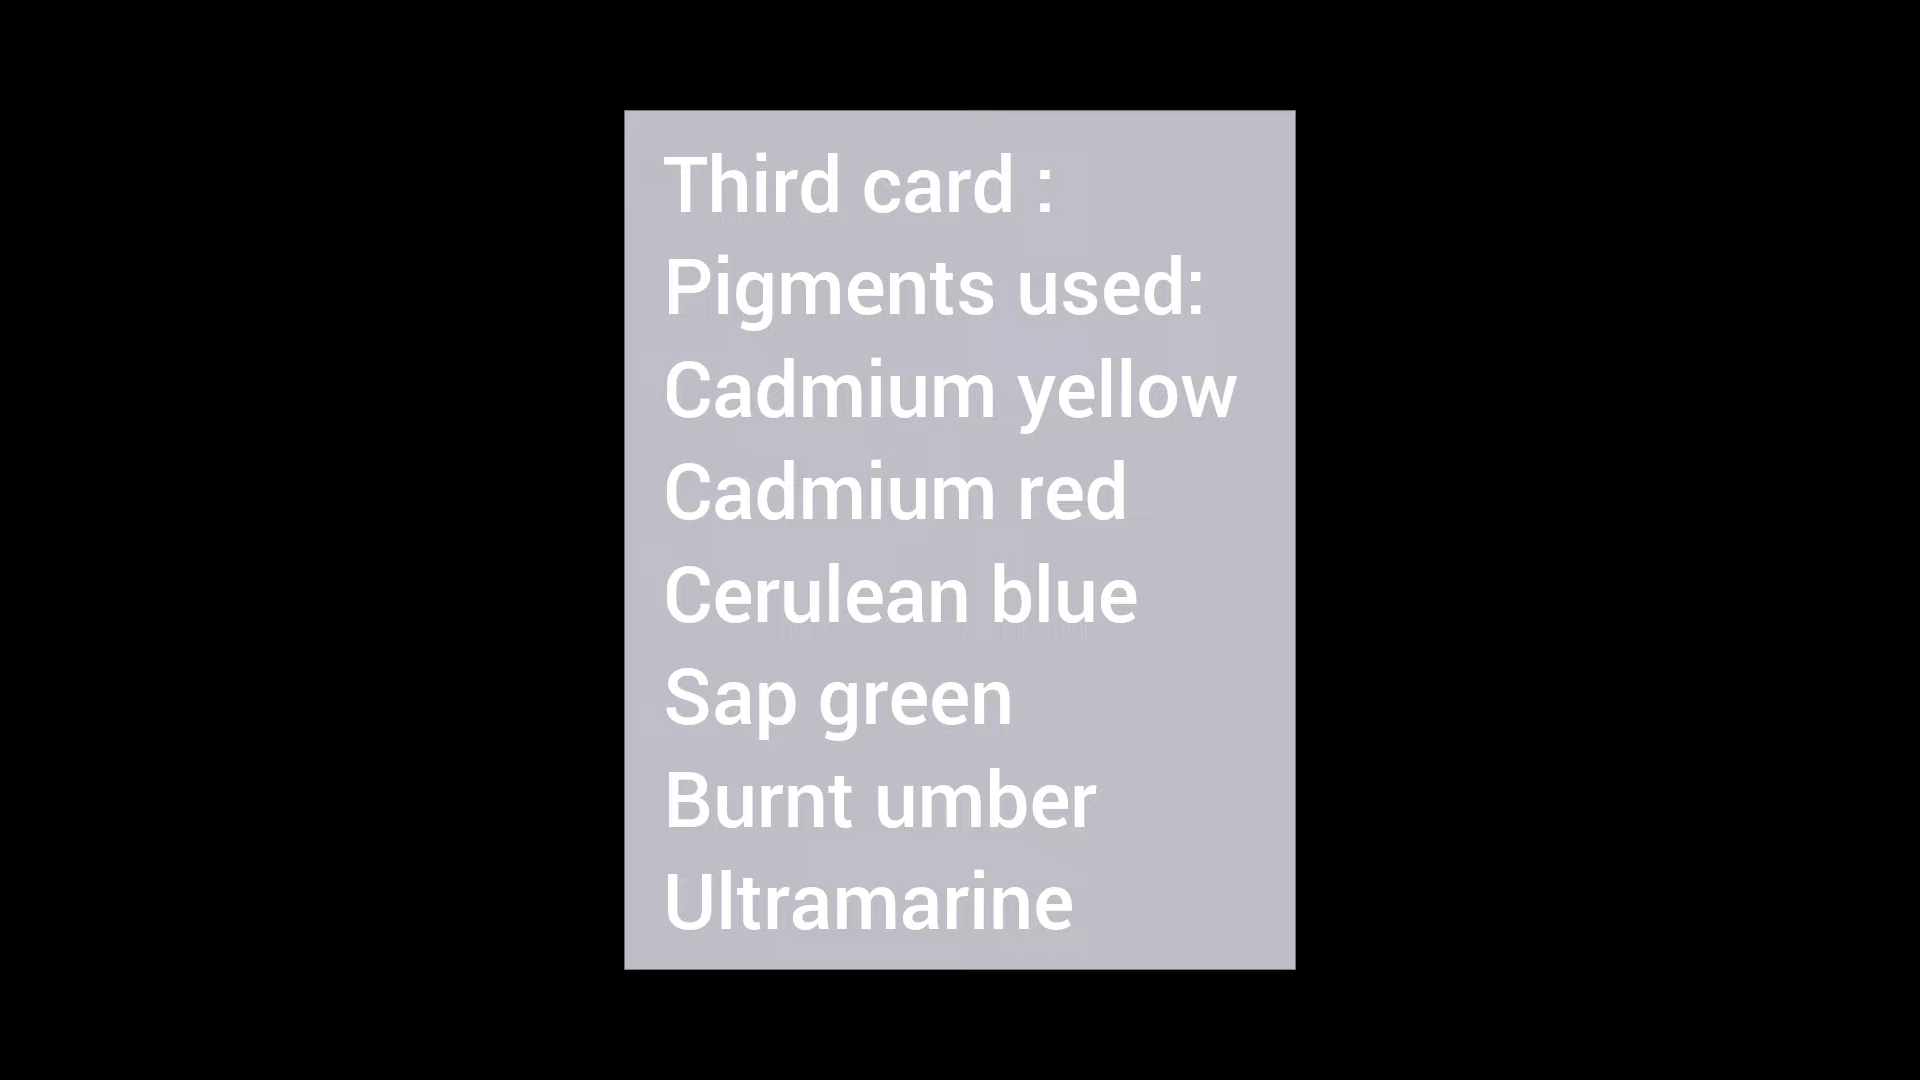 Third card :
Pigments used:
Cadmium yellow
Cadmium red
Cerulean blue
Sap green
Burnt umber
Ultramarine